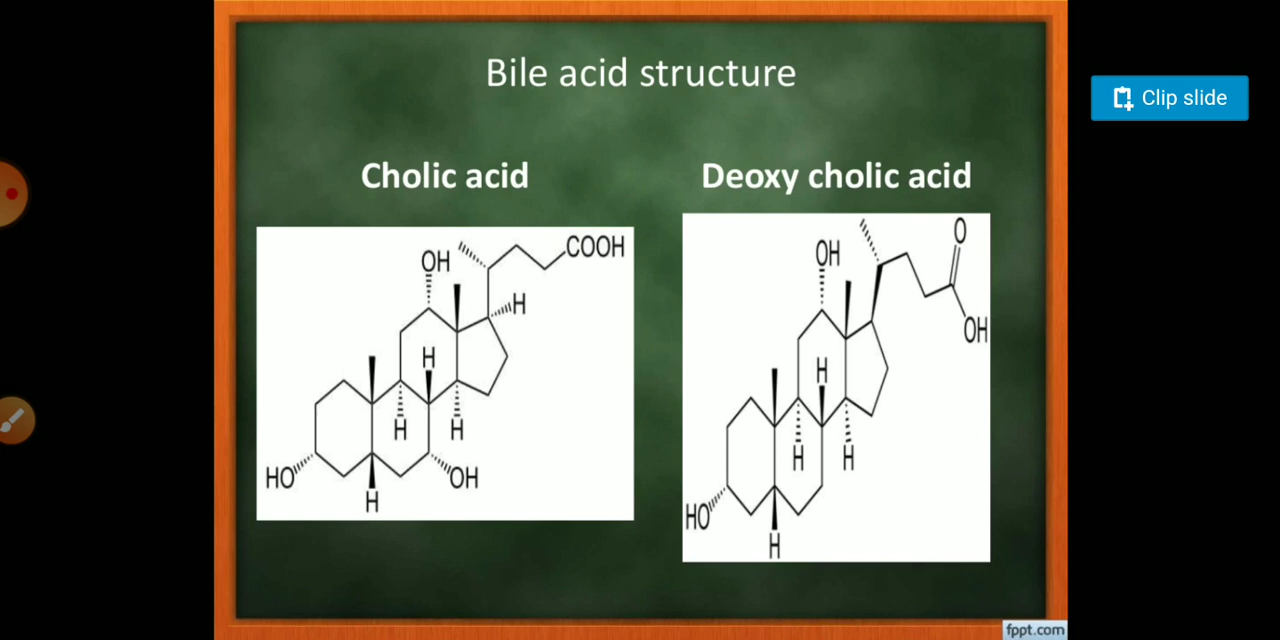 Bile acid structure
Clip slide
Cholic acid
Deoxy cholic acid
OH
COOH
H
H
H
H
HO
OH
H
OH
O
OH
H
H
H
HO
H
fppt.com